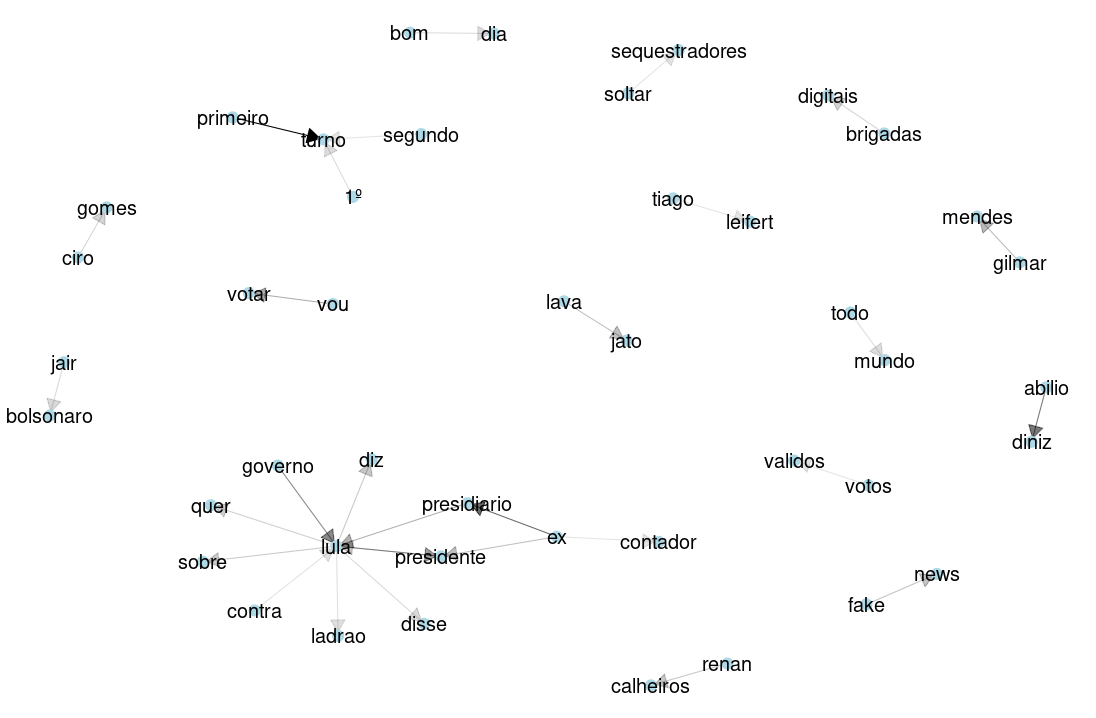 bom
dia
sequestradores
soltar
digitais
brigadas
primeiro
turno
segundo
1º
tiago
leifert
gomes
ciro
mendes
gilmar
votar
vou
lava
jato
todo
mundo
jair
bolsonaro
abilio
diniz
governo
diz
validos
votos
quer
presidiario
lula
ex
contador
sobre
presidente
contra
ladrao
disse
news
fake
renan
calheiros